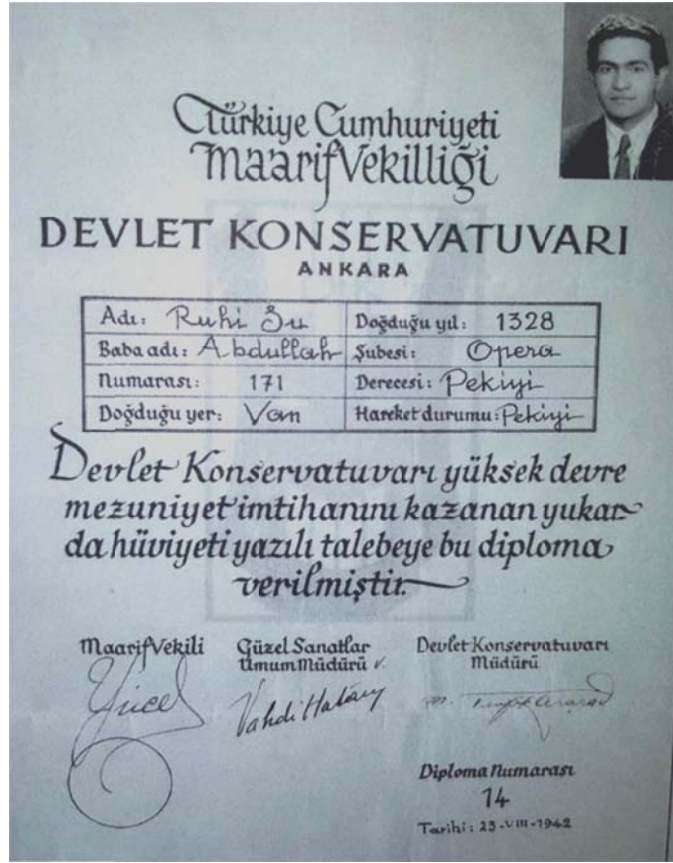 Türkiye Cumhuriyeti
Maarif Vekilliği
DEVLET KONSERVATUVARI
ANKARA
Adı: Ruhi Su Doğduğu yıl: 1328
Baba adı: Abdullah Şubesi: Opera
Numarası: 171 Derecesi: Pekiyi
Doğduğu yer: Van Hareket durumu: Pekiyi
Devlet Konservatuvarı yüksek devre
mezuniyet imtihanını kazanan yukar
da hüviyeti yazılı talebeye bu diploma
verilmiştir.
Maarif Vekili Güzel Sanatlar Devlet Konservatuvarı
Umum Müdürü v. Müdürü
Yücel Vahdi Hatay
Diploma Numarası
14
Tarihi: 23-VIII-1942